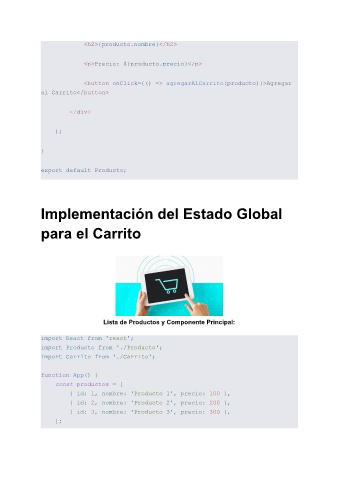 <h2>{producto.nombre}</h2>
<p>Precio: ${producto.precio}</p>
<button onClick={() => agregarAlCarrito(producto)}>Agregar
al Carrito</button>
</div>
);
}
export default Producto;
Implementación del Estado Global
para el Carrito
Lista de Productos y Componente Principal:
import React from 'react';
import Producto from './Producto';
import Carrito from './Carrito';
function App() {
const productos = [
{ id: 1, nombre: 'Producto 1', precio: 100 },
{ id: 2, nombre: 'Producto 2', precio: 200 },
{ id: 3, nombre: 'Producto 3', precio: 300 },
];